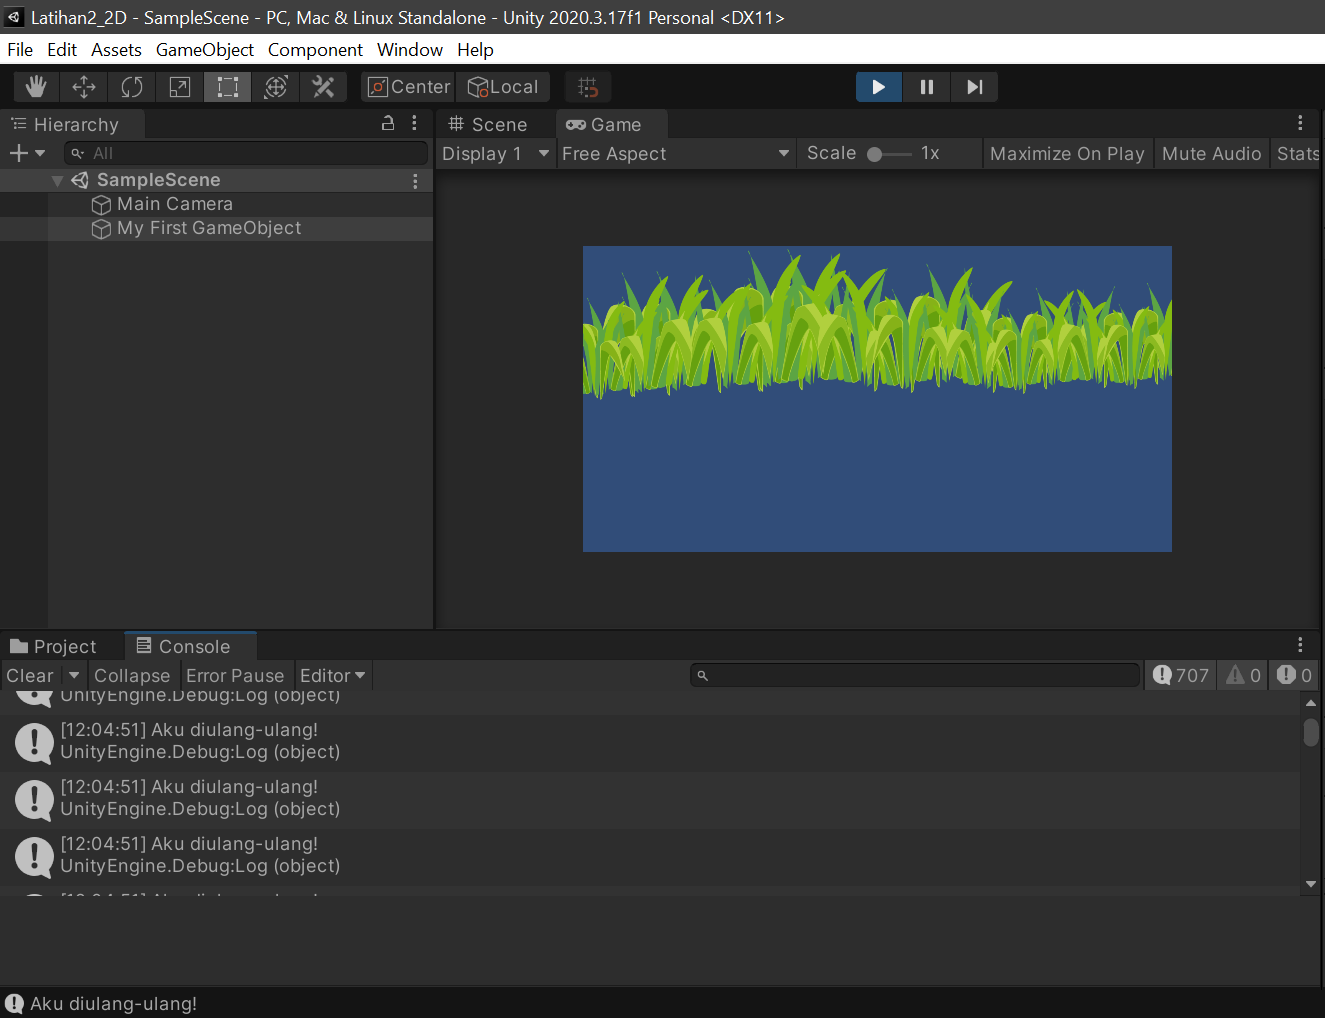 Latihan2_2D - SampleScene - PC, Mac & Linux Standalone - Unity 2020.3.17f1 Personal <DX11>
File Edit Assets GameObject Component Window Help
Center Local
Hierarchy
All
SampleScene
Main Camera
My First GameObject
Scene Game
Display 1 Free Aspect Scale 1x Maximize On Play Mute Audio Stats
Project Console
Clear Collapse Error Pause Editor 707 0 0
UnityEngine.Debug:Log (object)
[12:04:51] Aku diulang-ulang!
UnityEngine.Debug:Log (object)
[12:04:51] Aku diulang-ulang!
UnityEngine.Debug:Log (object)
[12:04:51] Aku diulang-ulang!
UnityEngine.Debug:Log (object)
Aku diulang-ulang!